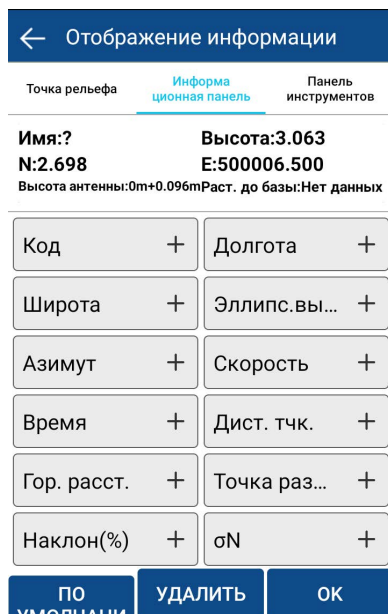 Отображение информации
Точка рельефа
Информа
ционная панель
Панель
инструментов
Имя:? Высота:3.063
N:2.698 E:500006.500
Высота антенны:0m+0.096mРаст. до базы:Нет данных
Код + Долгота +
Широта + Эллипс.вы... +
Азимут + Скорость +
Время + Дист. тчк. +
Гор. расст. + Точка раз... +
Наклон(%) + σN +
ПО
УМОЛЧАНИ
УДАЛИТЬ
OK